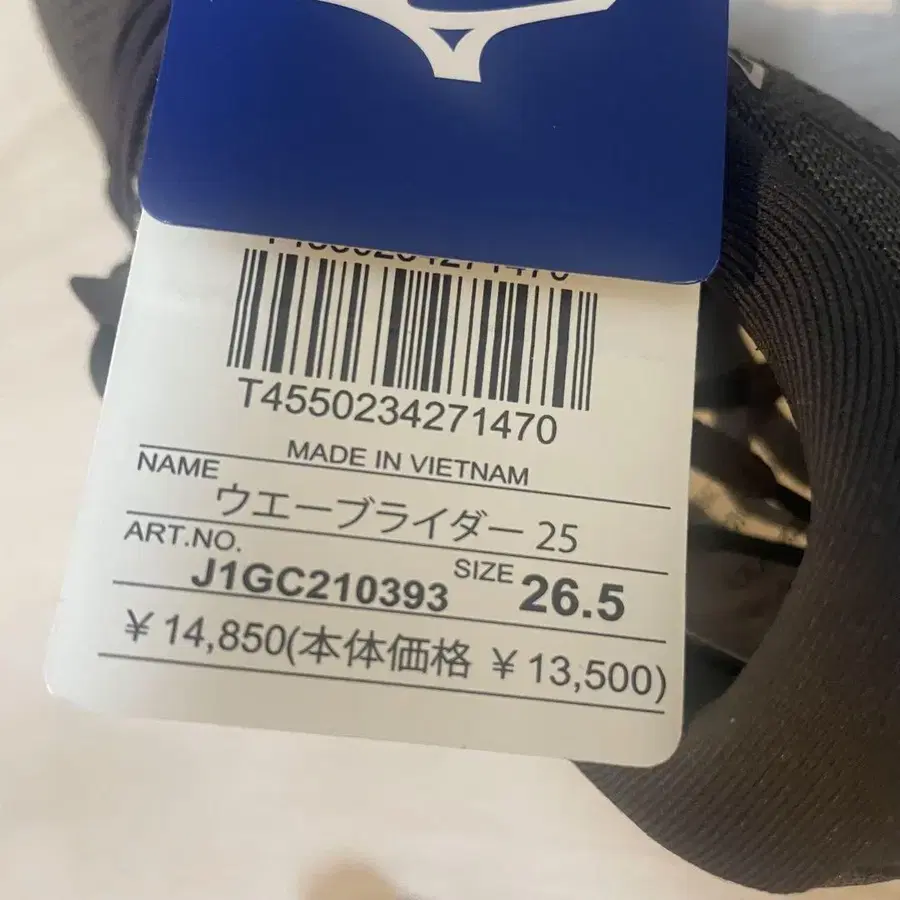 T4550234271470
MADE IN VIETNAM
NAME
ウエーブライダー 25
ART.NO.
J1GC210393
SIZE 26.5
¥14,850(本体価格 ¥13,500)